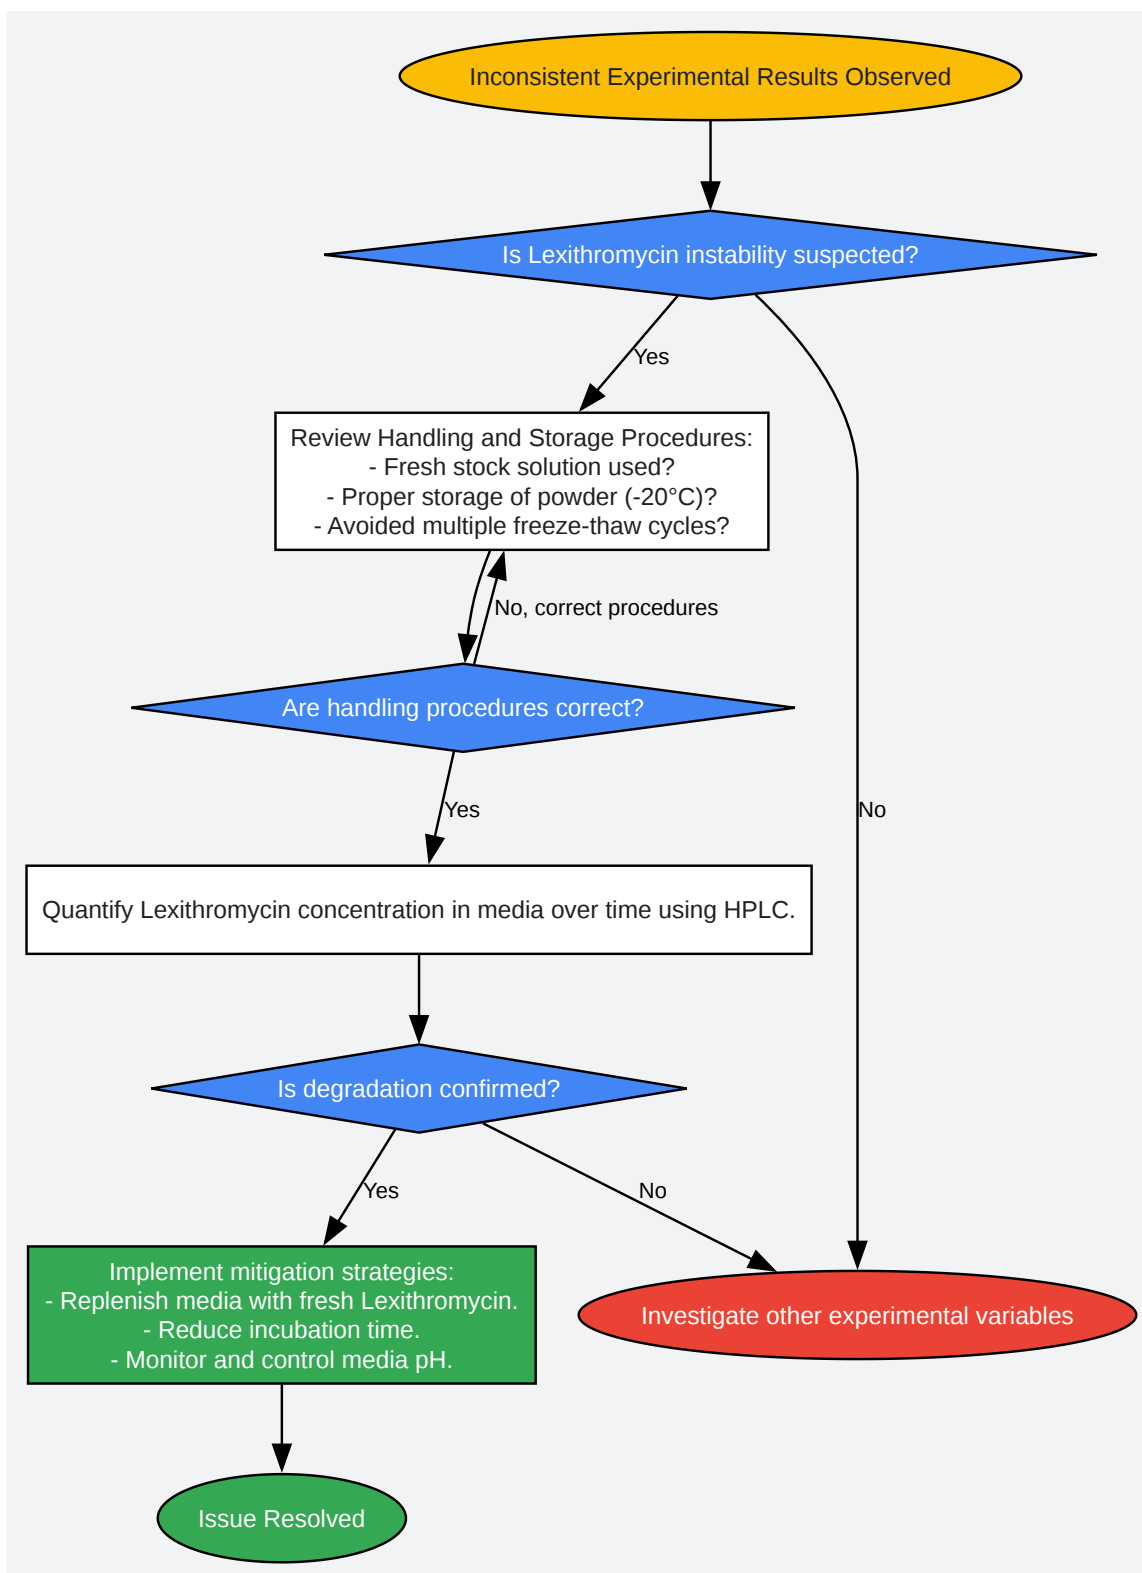 Inconsistent Experimental Results Observed
Is Lexithromycin instability suspected?
Yes
Review Handling and Storage Procedures:
- Fresh stock solution used?
- Proper storage of powder (-20°C)?
- Avoided multiple freeze-thaw cycles?
No, correct procedures
Are handling procedures correct?
Yes
No
Quantify Lexithromycin concentration in media over time using HPLC.
Is degradation confirmed?
Yes
No
Implement mitigation strategies:
- Replenish media with fresh Lexithromycin.
- Reduce incubation time.
- Monitor and control media pH.
Investigate other experimental variables
Issue Resolved